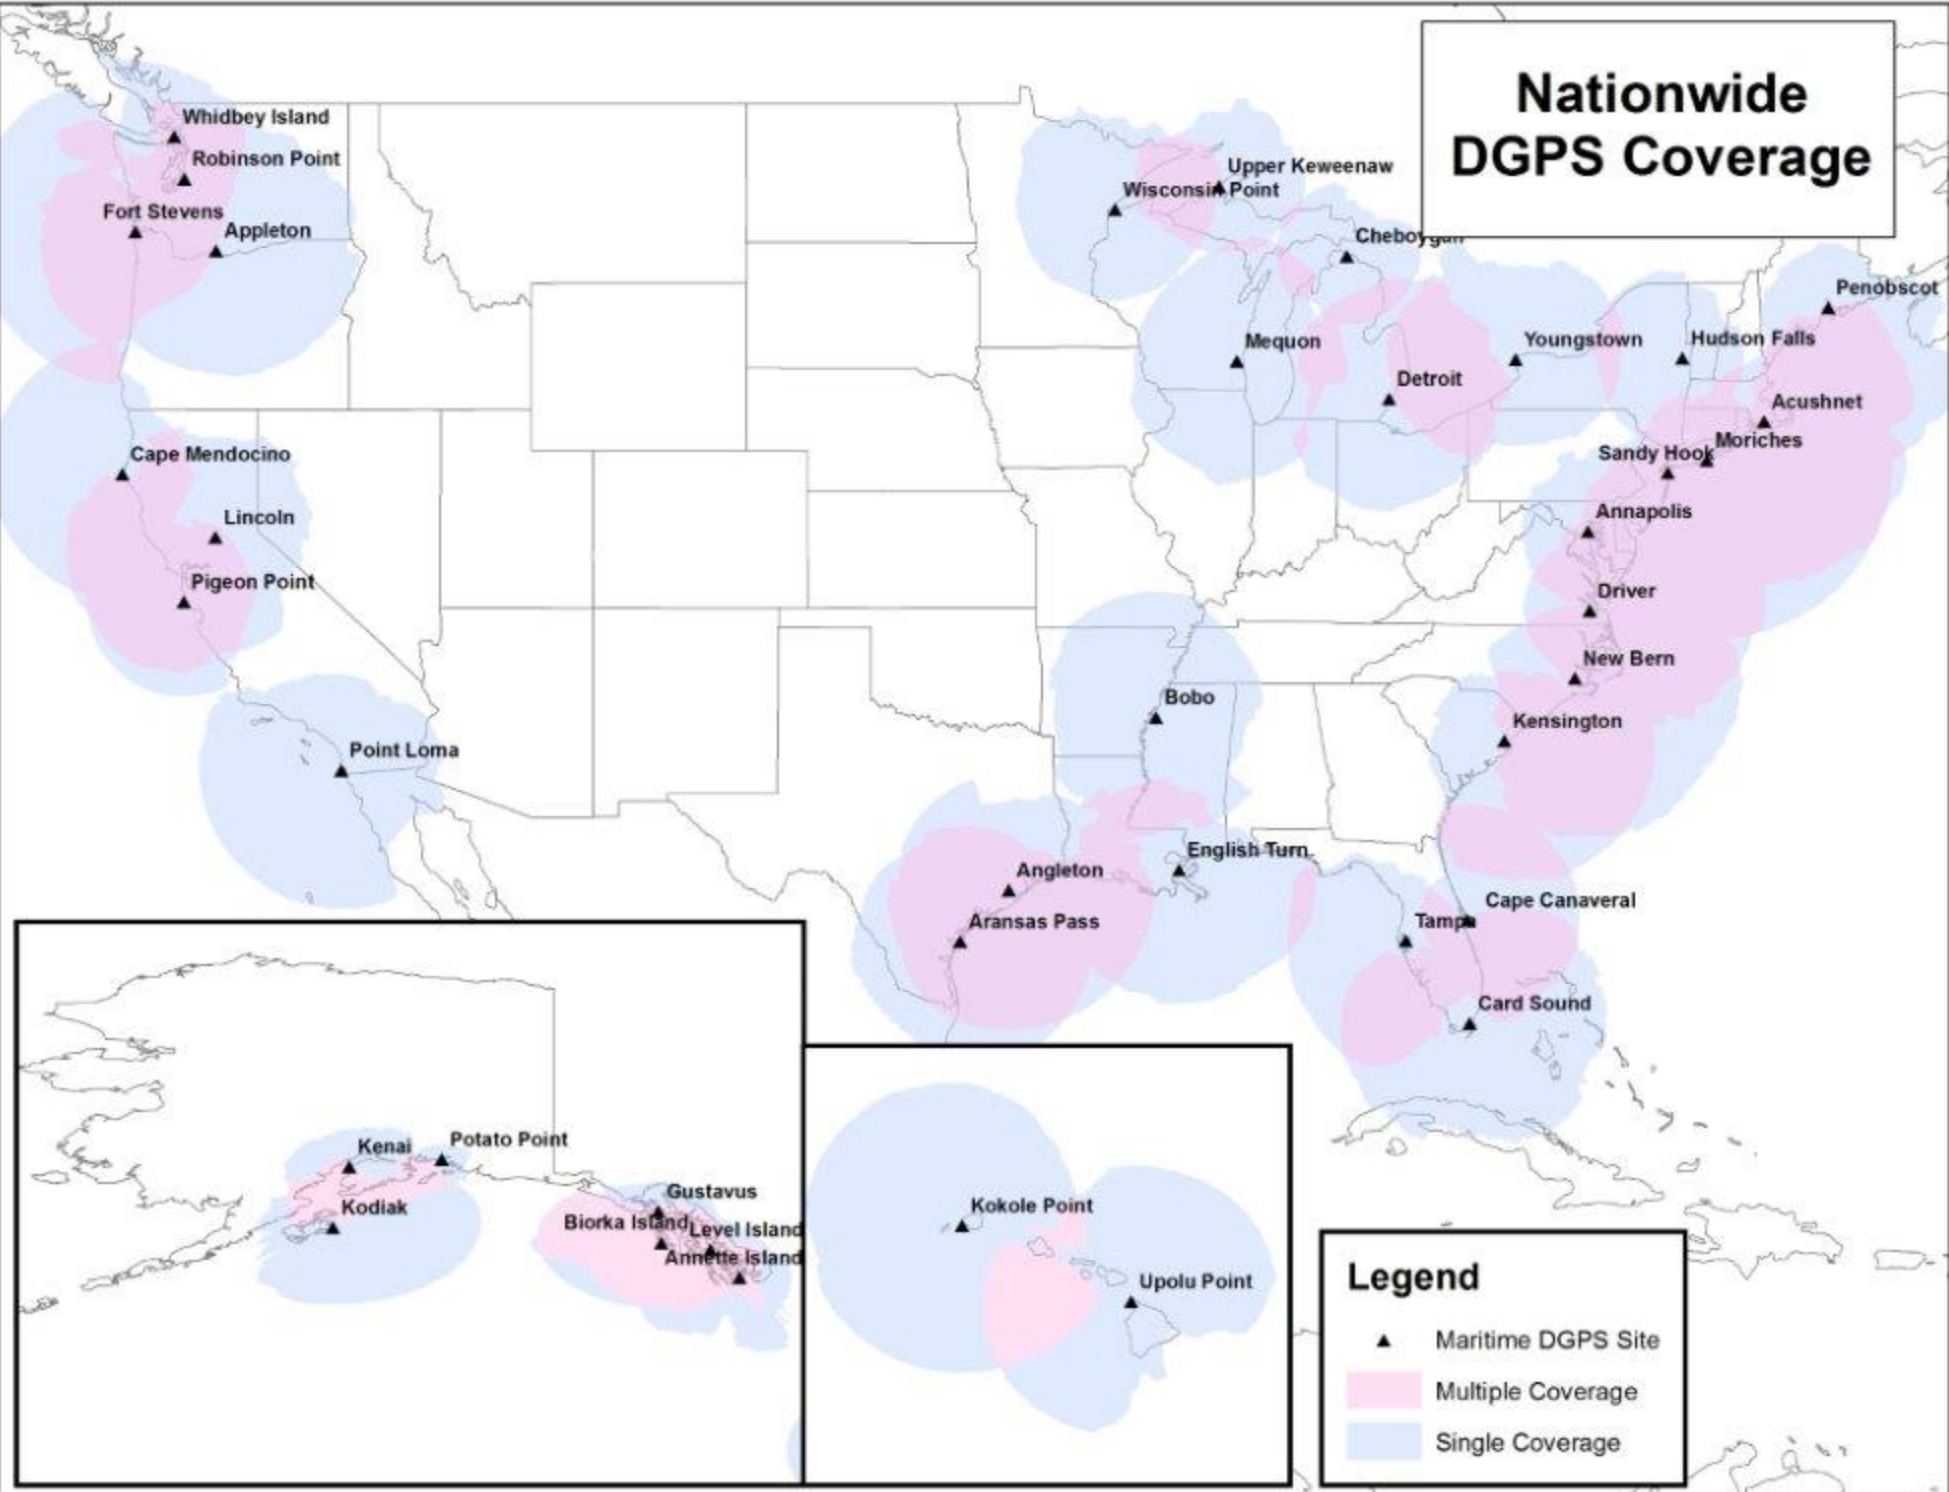 Nationwide
DGPS Coverage
Whidbey Island
Robinson Point
Fort Stevens
Appleton
Upper Keweenaw
Wisconsin Point
Cheboygan
Penobscot
Mequon
Youngstown
Hudson Falls
Detroit
Acushnet
Moriches
Sandy Hook
Cape Mendocino
Lincoln
Annapolis
Pigeon Point
Driver
New Bern
Bobo
Kensington
Point Loma
English Turn
Angleton
Aransas Pass
Cape Canaveral
Tampa
Card Sound
Kenai
Potato Point
Kodiak
Gustavus
Biorka Island
Level Island
Annette Island
Kokole Point
Upolu Point
Legend
Maritime DGPS Site
Multiple Coverage
Single Coverage